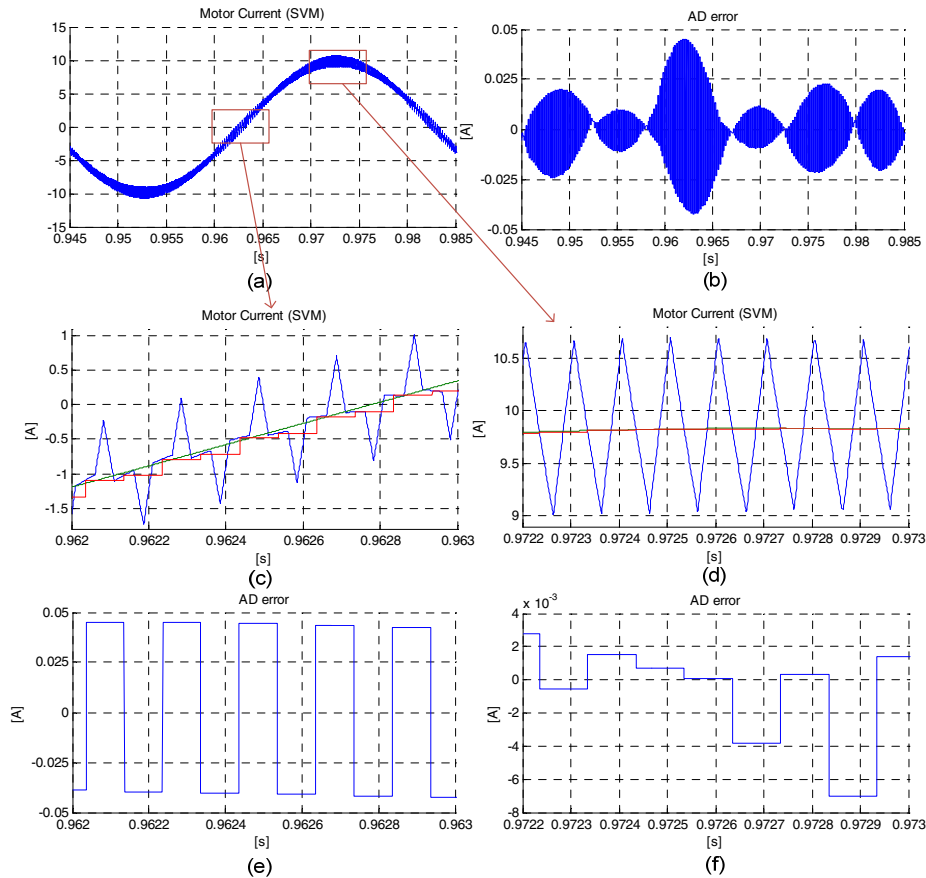 Motor Current (SVM)
15
10
5
0
-5
-10
-15
0.945 0.95 0.955 0.96 0.965 0.97 0.975 0.98 0.985
[s]
(a)
AD error
0.05
0.025
0
-0.025
-0.05
[A]
0.945 0.95 0.955 0.96 0.965 0.97 0.975 0.98 0.985
[s]
(b)
Motor Current (SVM)
1
0.5
0
-0.5
-1
-1.5
[A]
0.962 0.9622 0.9624 0.9626 0.9628 0.963
[s]
(c)
Motor Current (SVM)
10.5
10
9.5
9
[A]
0.9722 0.9723 0.9724 0.9725 0.9726 0.9727 0.9728 0.9729 0.973
[s]
(d)
AD error
0.05
0.025
0
-0.025
-0.05
[A]
0.962 0.9622 0.9624 0.9626 0.9628 0.963
[s]
(e)
x 10-3
AD error
4
2
0
-2
-4
-6
-8
[A]
0.9722 0.9723 0.9724 0.9725 0.9726 0.9727 0.9728 0.9729 0.973
[s]
(f)